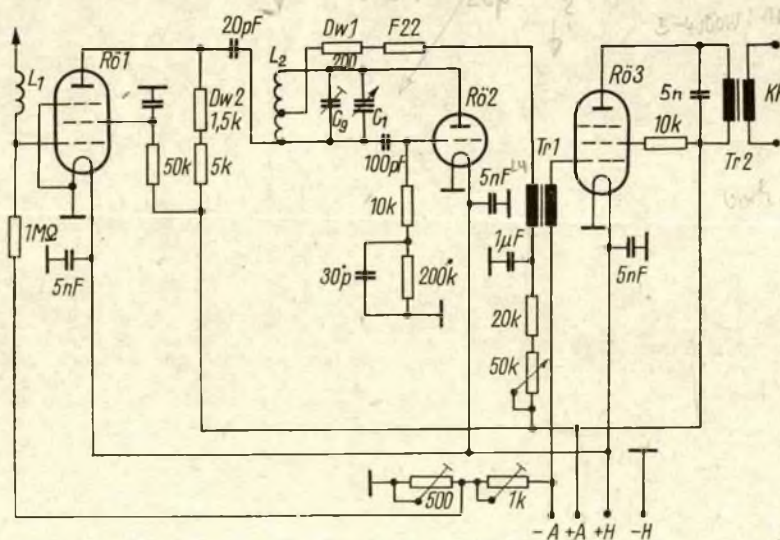 Rö1
20pF
Dw1
F22
L2
200
Rö2
Rö3
5n
L1
Dw2
1,5k
Cg
C1
10k
Tr2
50k
5k
100pF
5nF
Tr1
1MΩ
10k
1µF
5nF
5nF
30p
200k
20k
50k
500
1k
-A +A +H -H